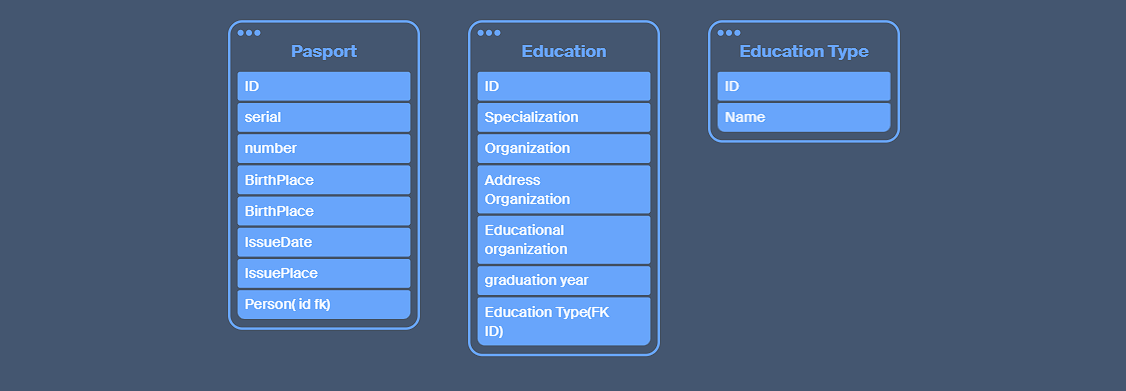 Pasport
ID
serial
number
BirthPlace
BirthPlace
IssueDate
IssuePlace
Person( id fk)
Education
ID
Specialization
Organization
Address
Organization
Educational
organization
graduation year
Education Type(FK
ID)
Education Type
ID
Name